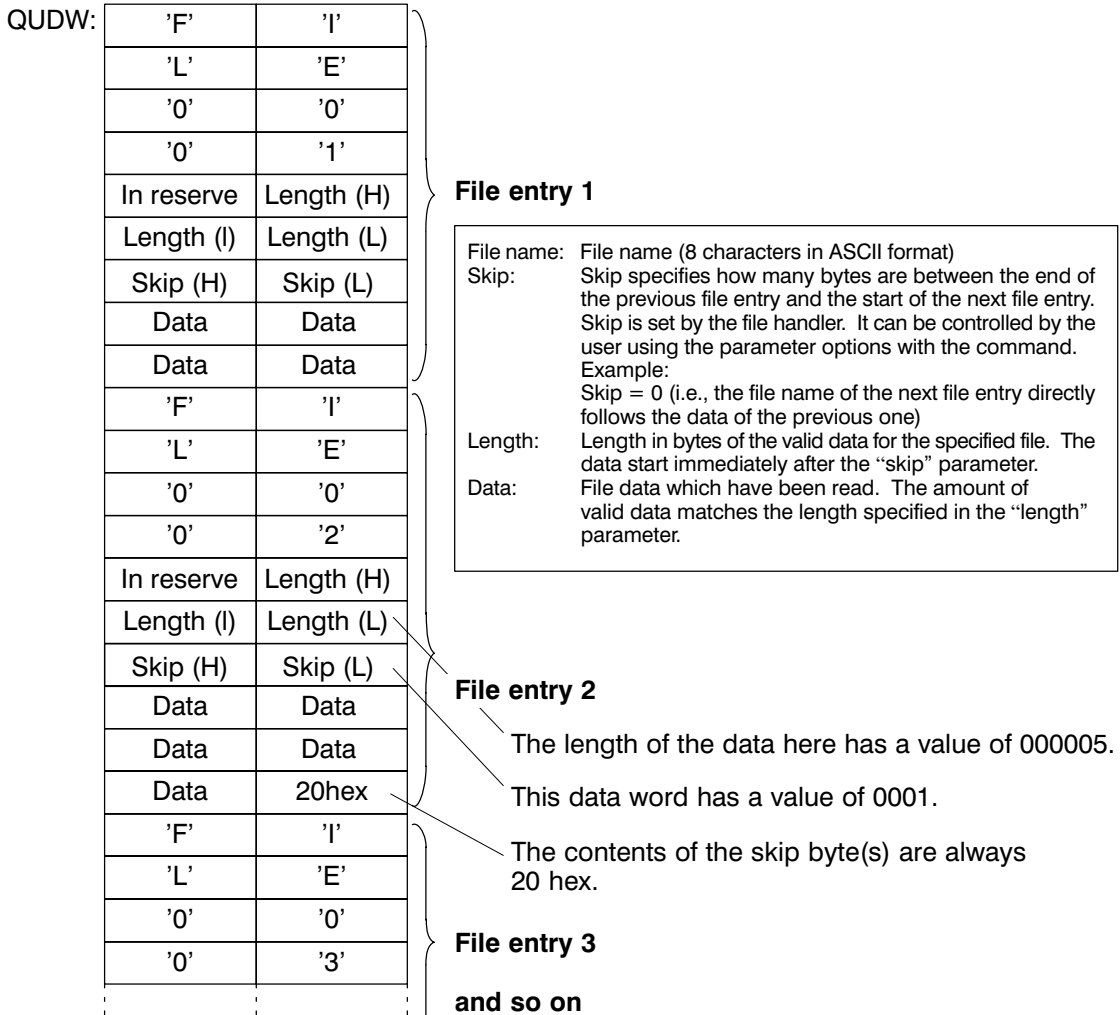 QUDW: 'F' 'I'
'L' 'E'
'0' '0'
'0' '1'
In reserve Length (H)
Length (l) Length (L)
Skip (H) Skip (L)
Data Data
Data Data
File entry 1
File name: File name (8 characters in ASCII format)
Skip: Skip specifies how many bytes are between the end of
the previous file entry and the start of the next file entry.
Skip is set by the file handler. It can be controlled by the
user using the parameter options with the command.
Example:
Skip = 0 (i.e., the file name of the next file entry directly
follows the data of the previous one)
Length: Length in bytes of the valid data for the specified file. The
data start immediately after the “skip” parameter.
Data: File data which have been read. The amount of
valid data matches the length specified in the “length”
parameter.
'F' 'I'
'L' 'E'
'0' '0'
'0' '2'
In reserve Length (H)
Length (l) Length (L)
Skip (H) Skip (L)
Data Data
Data Data
Data 20hex
File entry 2
The length of the data here has a value of 000005.
This data word has a value of 0001.
The contents of the skip byte(s) are always
20 hex.
'F' 'I'
'L' 'E'
'0' '0'
'0' '3'
File entry 3
and so on